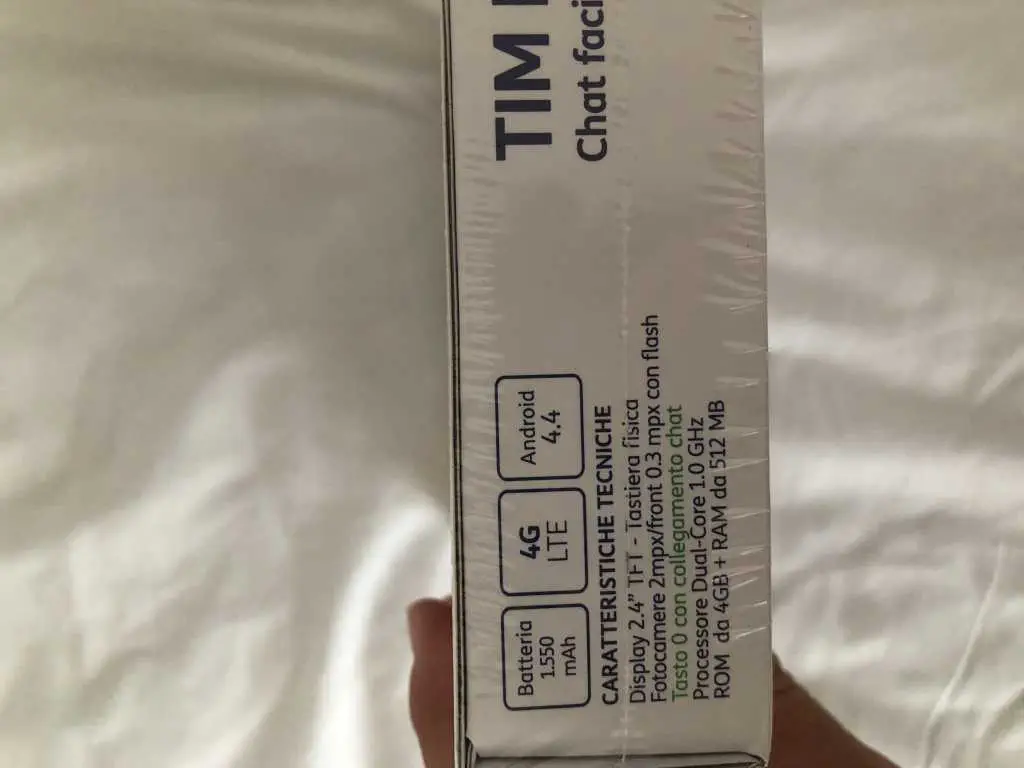 TIM
Chat faci
Batteria
1.550
mAh
4G
LTE
Android
4.4
CARATTERISTICHE TECNICHE
Display 2.4” TFT - Tastiera fisica
Fotocamere 2mpx/front 0.3 mpx con flash
Tasto 0 con collegamento chat
Processore Dual-Core 1.0 GHz
ROM da 4GB + RAM da 512 MB